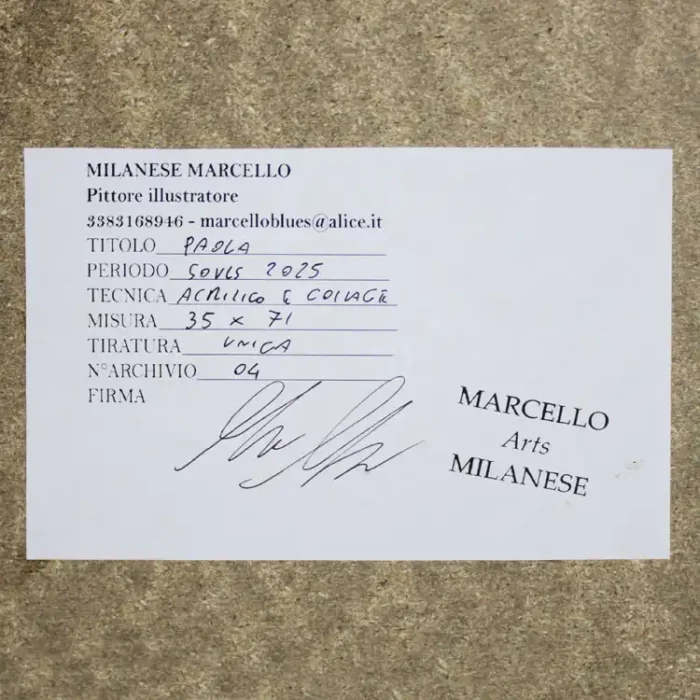 MILANESE MARCELLO
Pittore illustratore
3383168946 - marcelloblues@alice.it
TITOLO PAOLA
PERIODO SOULS 2025
TECNICA ACRILICO E COLLAGE
MISURA 35 x 71
TIRATURA UNICA
N°ARCHIVIO 04
FIRMA
MARCELLO
Arts
MILANESE